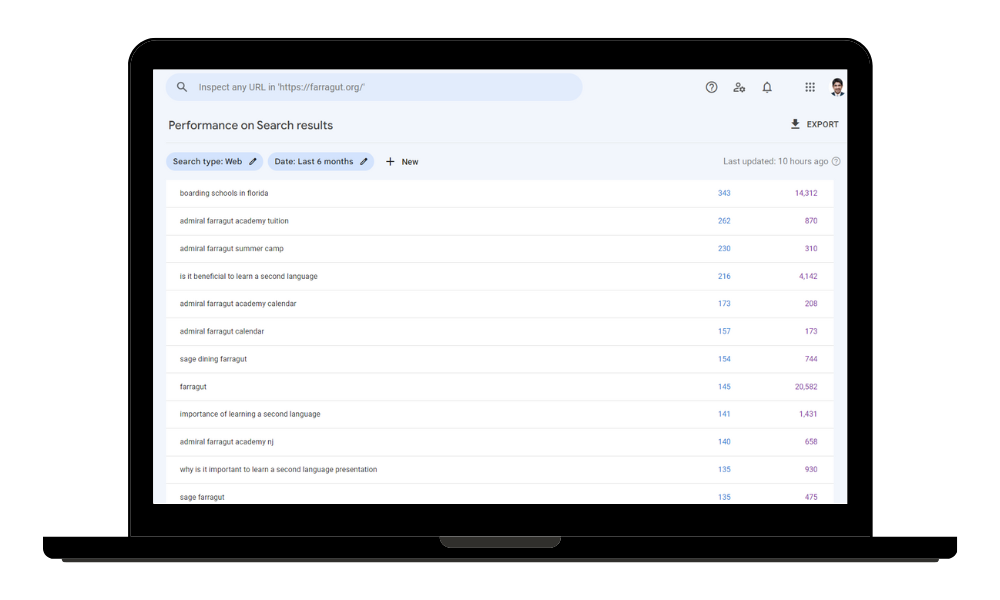 Inspect any URL in 'https://farragut.org/'
Performance on Search results
EXPORT
Search type: Web
Date: Last 6 months
+ New
Last updated: 10 hours ago
boarding schools in florida 343 14,312
admiral farragut academy tuition 262 870
admiral farragut summer camp 230 310
is it beneficial to learn a second language 216 4,142
admiral farragut academy calendar 173 208
admiral farragut calendar 157 173
sage dining farragut 154 744
farragut 145 20,582
importance of learning a second language 141 1,431
admiral farragut academy nj 140 658
why is it important to learn a second language presentation 135 930
sage farragut 135 475